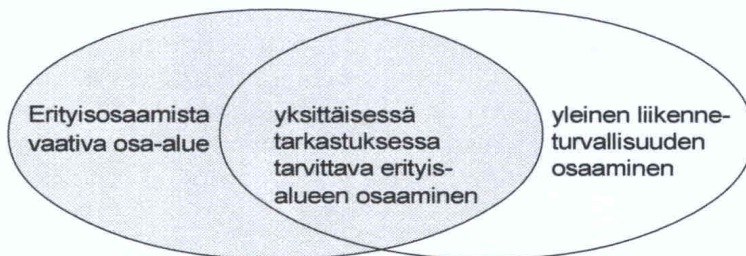 Erityisosaamista
vaativa osa-alue
yksittäisessä
tarkastuksessa
tarvittava erityis-
alueen osaaminen
yleinen liikenne-
turvallisuuden
osaaminen